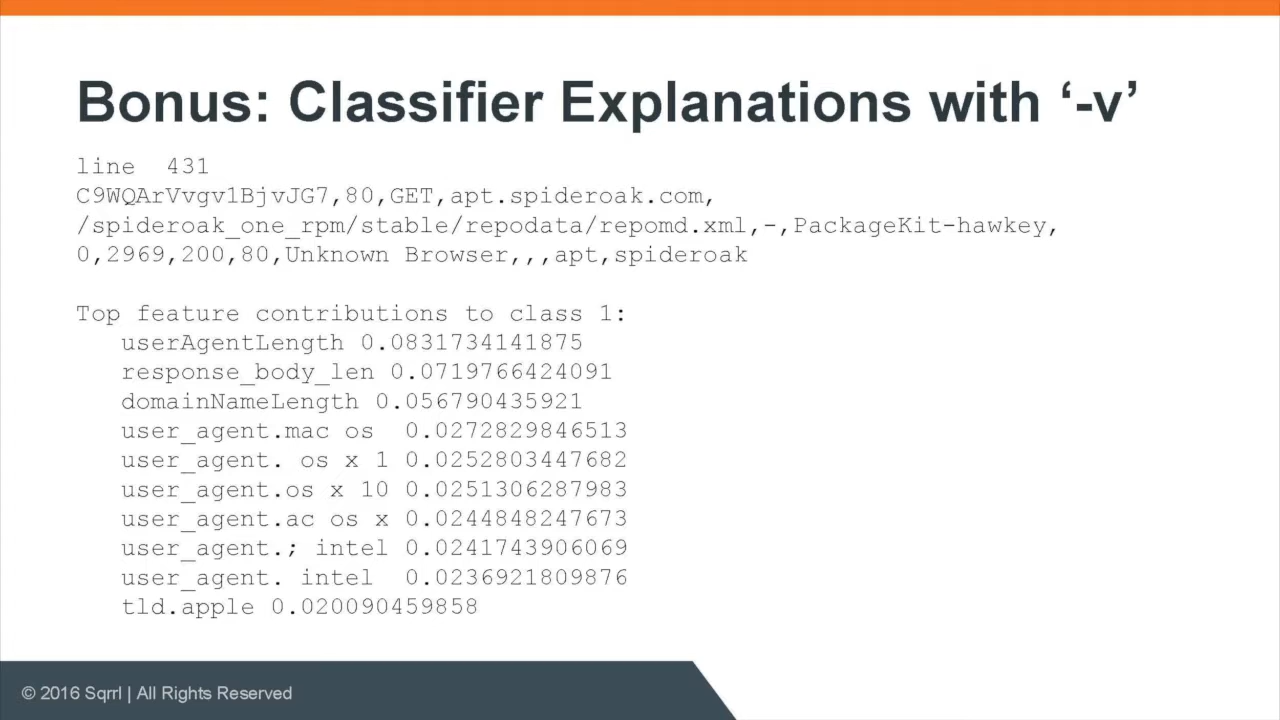 Bonus: Classifier Explanations with ‘-v’
line  431
C9WQArVvgv1BjvJG7,80,GET,apt.spideroak.com,
/spideroak_one_rpm/stable/repodata/repomd.xml,-,PackageKit-hawkey,
0,2969,200,80,Unknown Browser,,,apt,spideroak
Top feature contributions to class 1:
userAgentLength 0.0831734141875
response_body_len 0.0719766424091
domainNameLength 0.056790435921
user_agent.mac os  0.0272829846513
user_agent. os x 1 0.0252803447682
user_agent.os x 10 0.0251306287983
user_agent.ac os x 0.0244848247673
user_agent.; intel 0.0241743906069
user_agent. intel  0.0236921809876
tld.apple 0.020090459858
© 2016 Sqrrl | All Rights Reserved